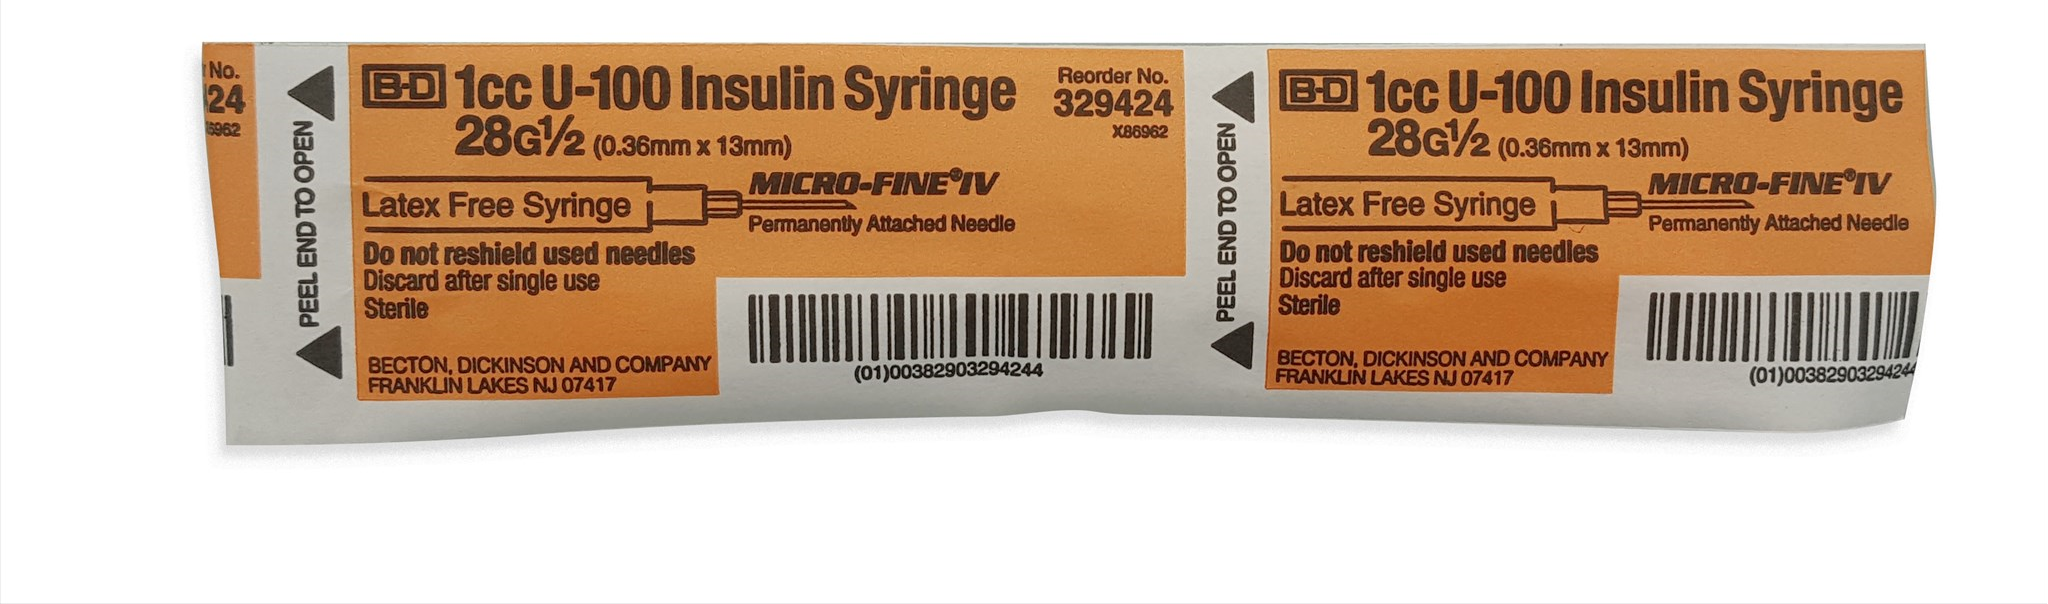 No.
24
6962
PEEL END TO OPEN
B-D 1cc U-100 Insulin Syringe
28G½ (0.36mm x 13mm)
Reorder No.
329424
X86962
MICRO-FINE®IV
Latex Free Syringe
Permanently Attached Needle
Do not reshield used needles
Discard after single use
Sterile
BECTON, DICKINSON AND COMPANY
FRANKLIN LAKES NJ 07417
(01)00382903294244
PEEL END TO OPEN
B-D 1cc U-100 Insulin Syringe
28G½ (0.36mm x 13mm)
MICRO-FINE®IV
Latex Free Syringe
Permanently Attached Needle
Do not reshield used needles
Discard after single use
Sterile
BECTON, DICKINSON AND COMPANY
FRANKLIN LAKES NJ 07417
(01)00382903294244